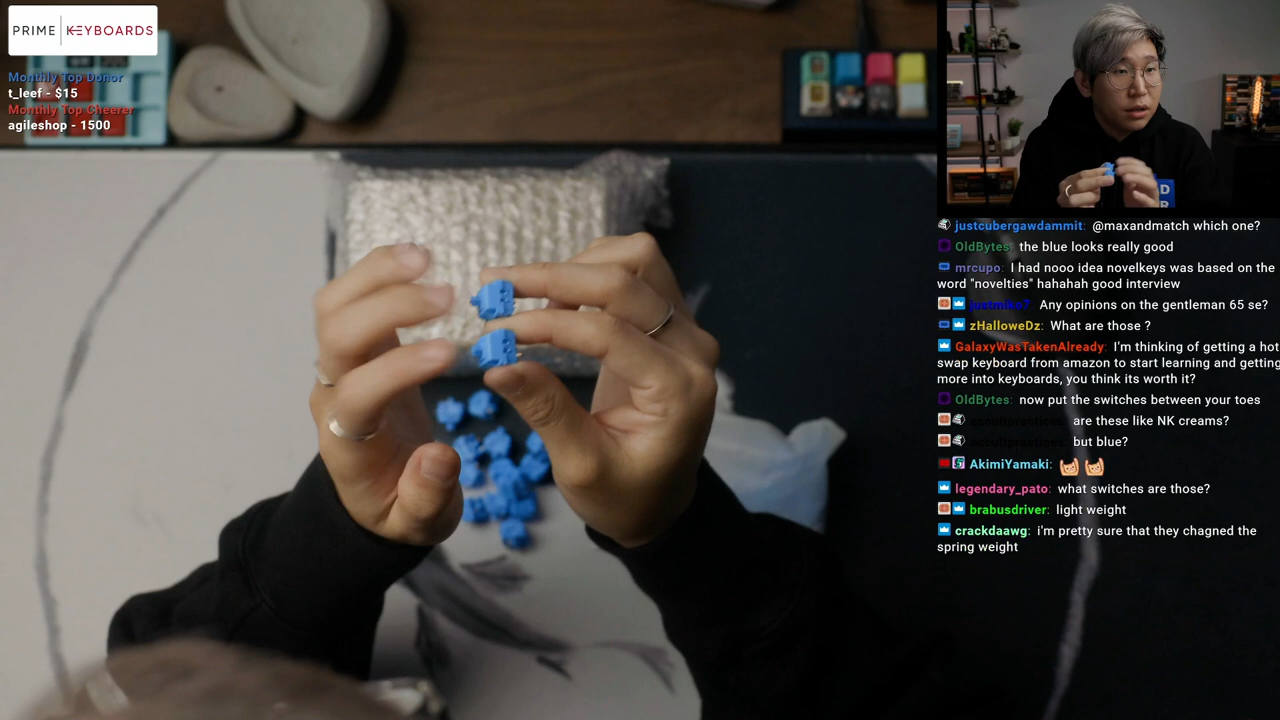 PRIME KEYBOARDS
Monthly Top Donor
t_leef - $15
Monthly Top Cheerer
agileshop - 1500
justcubergawdammit: @maxandmatch which one?
OldBytes: the blue looks really good
mrcupo: I had nooo idea novelkeys was based on the
word "novelties" hahahah good interview
justmiko7: Any opinions on the gentleman 65 se?
zHalloweDz: What are those ?
GalaxyWasTakenAlready: I'm thinking of getting a hot
swap keyboard from amazon to start learning and getting
more into keyboards, you think its worth it?
OldBytes: now put the switches between your toes
are these like NK creams?
but blue?
AkimiYamaki:
legendary_pato: what switches are those?
brabusdriver: light weight
crackdaawg: i'm pretty sure that they chagned the
spring weight